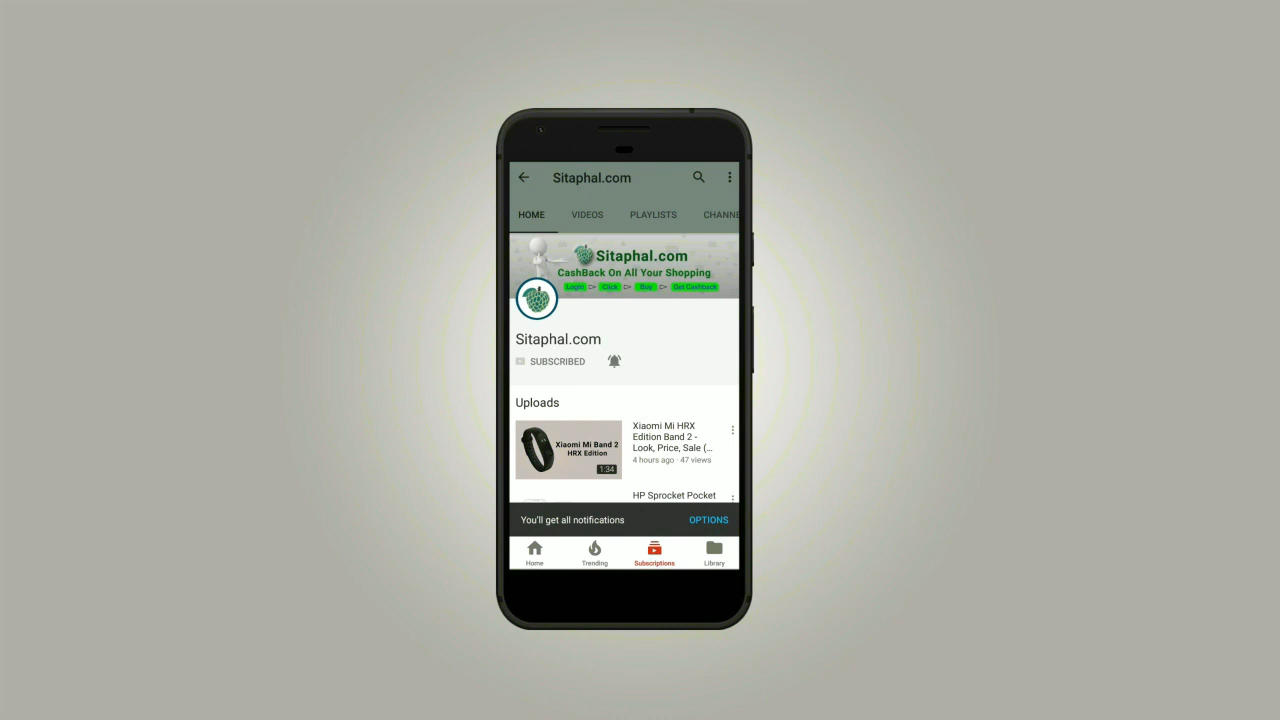 Sitaphal.com
HOME VIDEOS PLAYLISTS CHANNE
Sitaphal.com
CashBack On All Your Shopping
Login Click Buy Get Cashback
Sitaphal.com
SUBSCRIBED
Uploads
Xiaomi Mi Band 2
HRX Edition
1:34
Xiaomi Mi HRX
Edition Band 2 -
Look, Price, Sale (...
4 hours ago · 47 views
HP Sprocket Pocket
You'll get all notifications OPTIONS
Home Trending Subscriptions Library